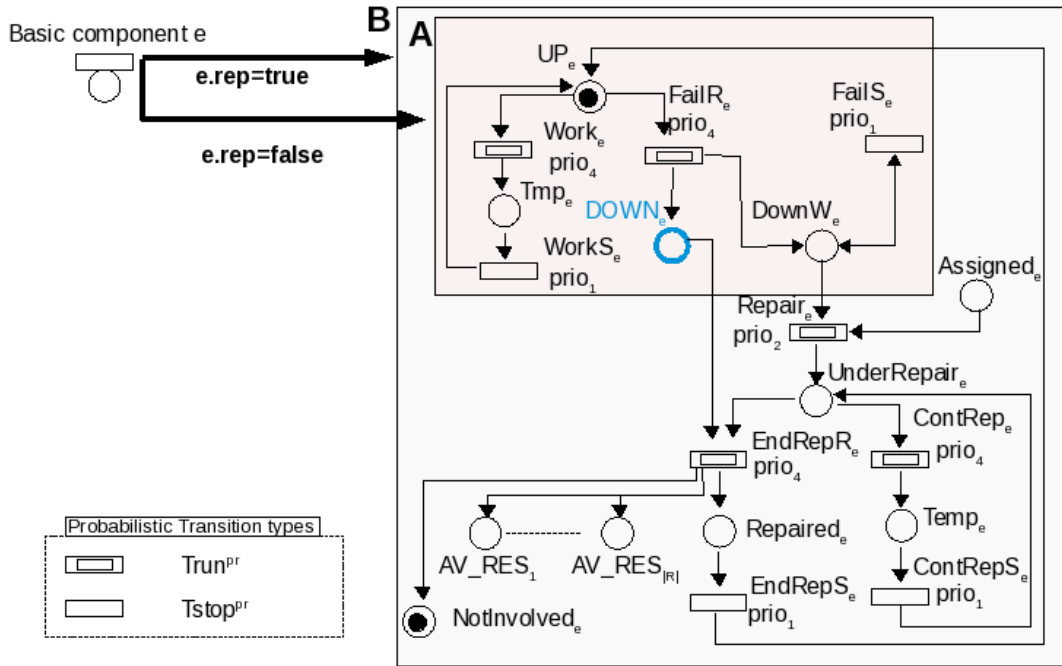 Basic component e
e.rep=true
e.rep=false
B
A
UPₑ
FailRₑ
prio₄
FailSₑ
prio₁
Workₑ
prio₄
Tmpₑ
DOWNₑ
DownWₑ
WorkSₑ
prio₁
Assignedₑ
Repairₑ
prio₂
UnderRepairₑ
ContRepₑ
prio₄
EndRepRₑ
prio₄
Tempₑ
Repairedₑ
AV_RES₁
AV_RES|R|
ContRepSₑ
prio₁
EndRepSₑ
prio₁
NotInvolvedₑ
Probabilistic Transition types
Trunᵖʳ
Tstopᵖʳ